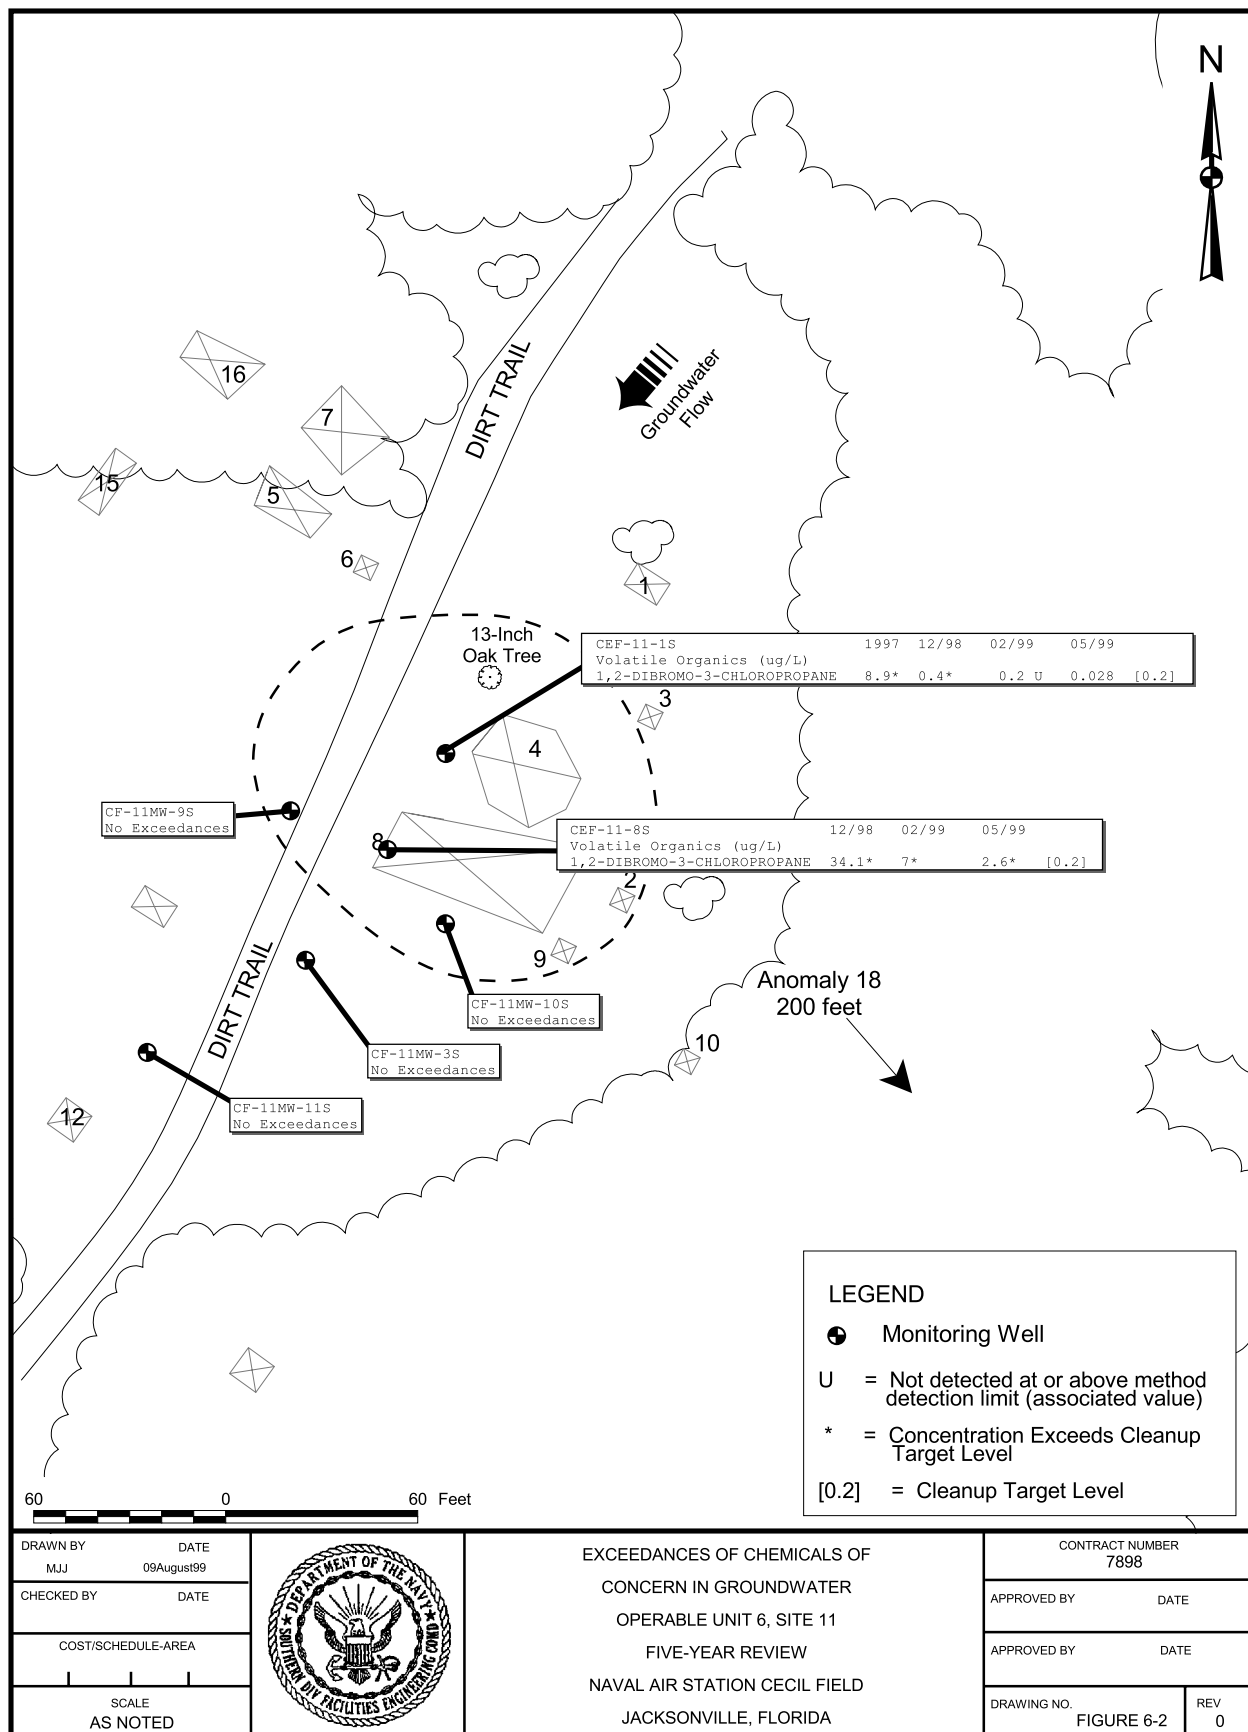 N
DIRT TRAIL
Groundwater
Flow
16
7
15
5
6
1
13-Inch
Oak Tree
CEF-11-1S 1997 12/98 02/99 05/99
Volatile Organics (ug/L)
1,2-DIBROMO-3-CHLOROPROPANE 8.9* 0.4* 0.2 U 0.028 [0.2]
3
4
CF-11MW-9S
No Exceedances
8
CEF-11-8S 12/98 02/99 05/99
Volatile Organics (ug/L)
1,2-DIBROMO-3-CHLOROPROPANE 34.1* 7* 2.6* [0.2]
2
9
DIRT TRAIL
CF-11MW-10S
No Exceedances
Anomaly 18
200 feet
10
CF-11MW-3S
No Exceedances
CF-11MW-11S
No Exceedances
12
LEGEND
Monitoring Well
U = Not detected at or above method
detection limit (associated value)
* = Concentration Exceeds Cleanup
Target Level
[0.2] = Cleanup Target Level
60 0 60 Feet
DRAWN BY DATE
MJJ 09August99
CHECKED BY DATE
COST/SCHEDULE-AREA
SCALE
AS NOTED
DEPARTMENT OF THE NAVY
SOUTHERN DIV FACILITIES ENGINEERING COMD
EXCEEDANCES OF CHEMICALS OF
CONCERN IN GROUNDWATER
OPERABLE UNIT 6, SITE 11
FIVE-YEAR REVIEW
NAVAL AIR STATION CECIL FIELD
JACKSONVILLE, FLORIDA
CONTRACT NUMBER
7898
APPROVED BY DATE
APPROVED BY DATE
DRAWING NO. REV
FIGURE 6-2 0